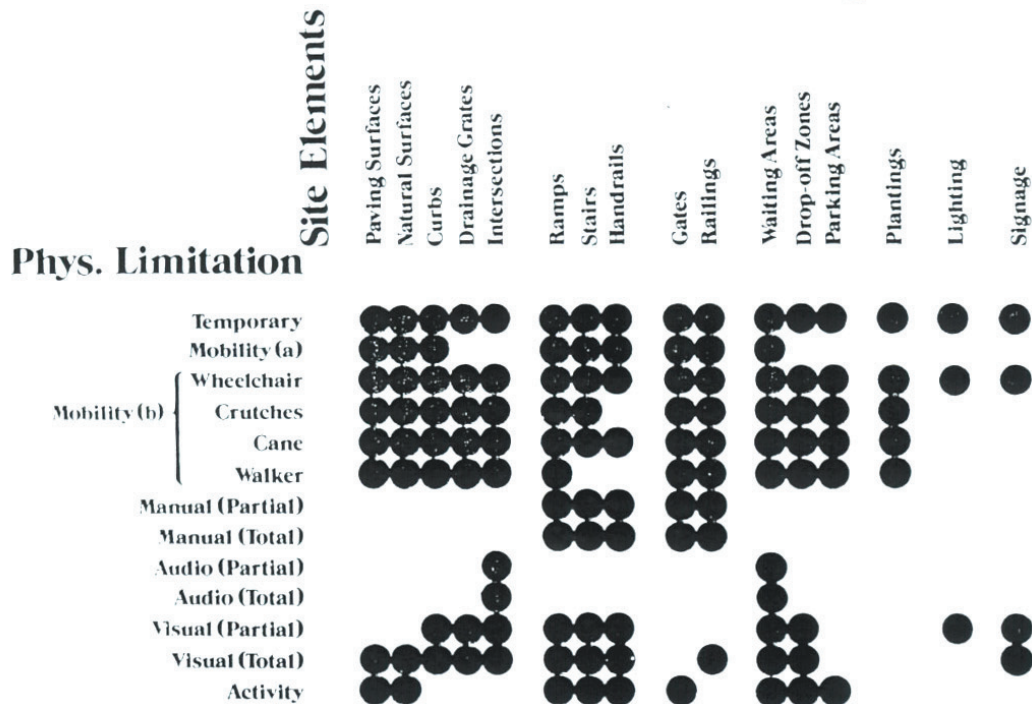 Site Elements
Paving Surfaces
Natural Surfaces
Curbs
Drainage Grates
Intersections
Ramps
Stairs
Handrails
Gates
Railings
Waiting Areas
Drop-off Zones
Parking Areas
Plantings
Lighting
Signage
Phys. Limitation
Temporary
Mobility (a)
Mobility (b)
Wheelchair
Crutches
Cane
Walker
Manual (Partial)
Manual (Total)
Audio (Partial)
Audio (Total)
Visual (Partial)
Visual (Total)
Activity